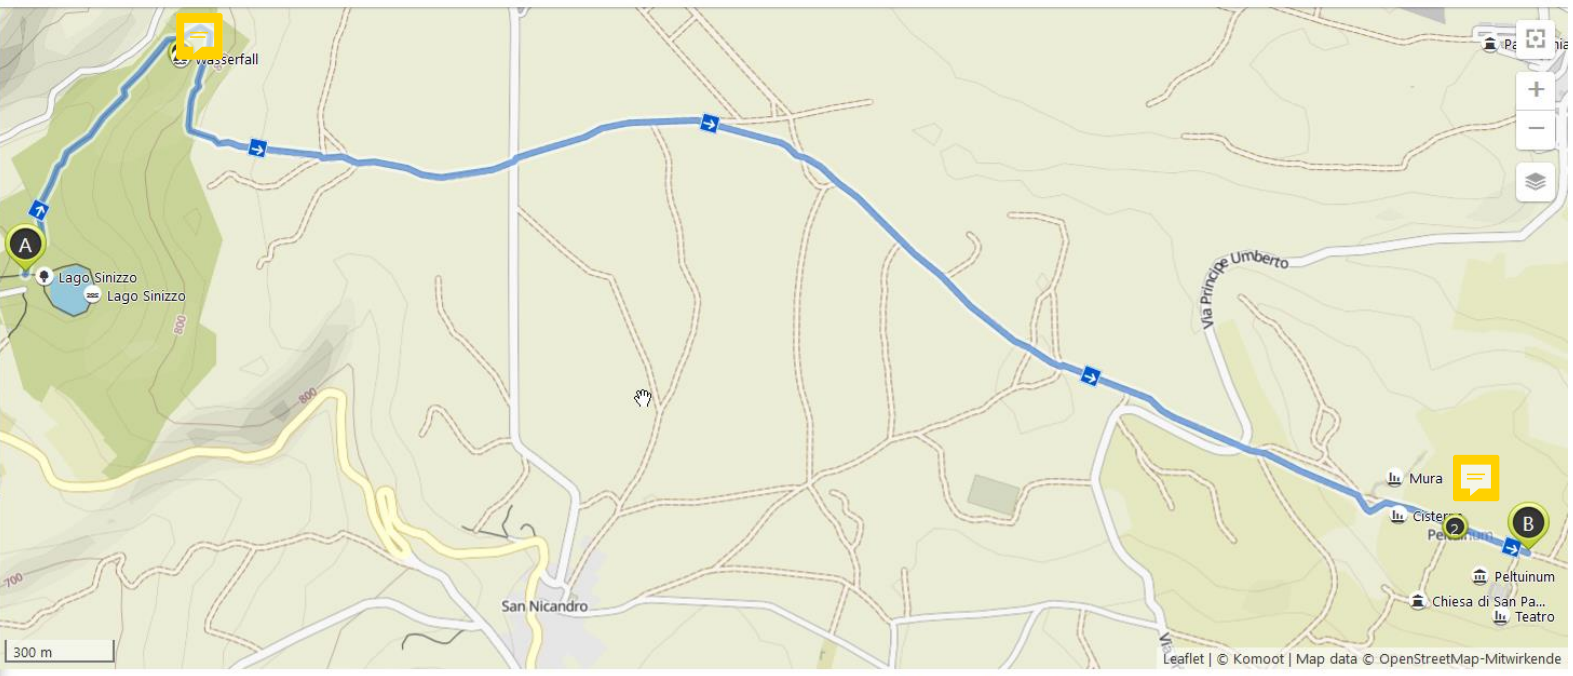 Wasserfall
A
Lago Sinizzo
Lago Sinizzo
800
800
700
Via Principe Umberto
Mura
2
B
Peltuinum
Chiesa di San Pa...
Teatro
San Nicandro
300 m
Leaflet | © Komoot | Map data © OpenStreetMap-Mitwirkende